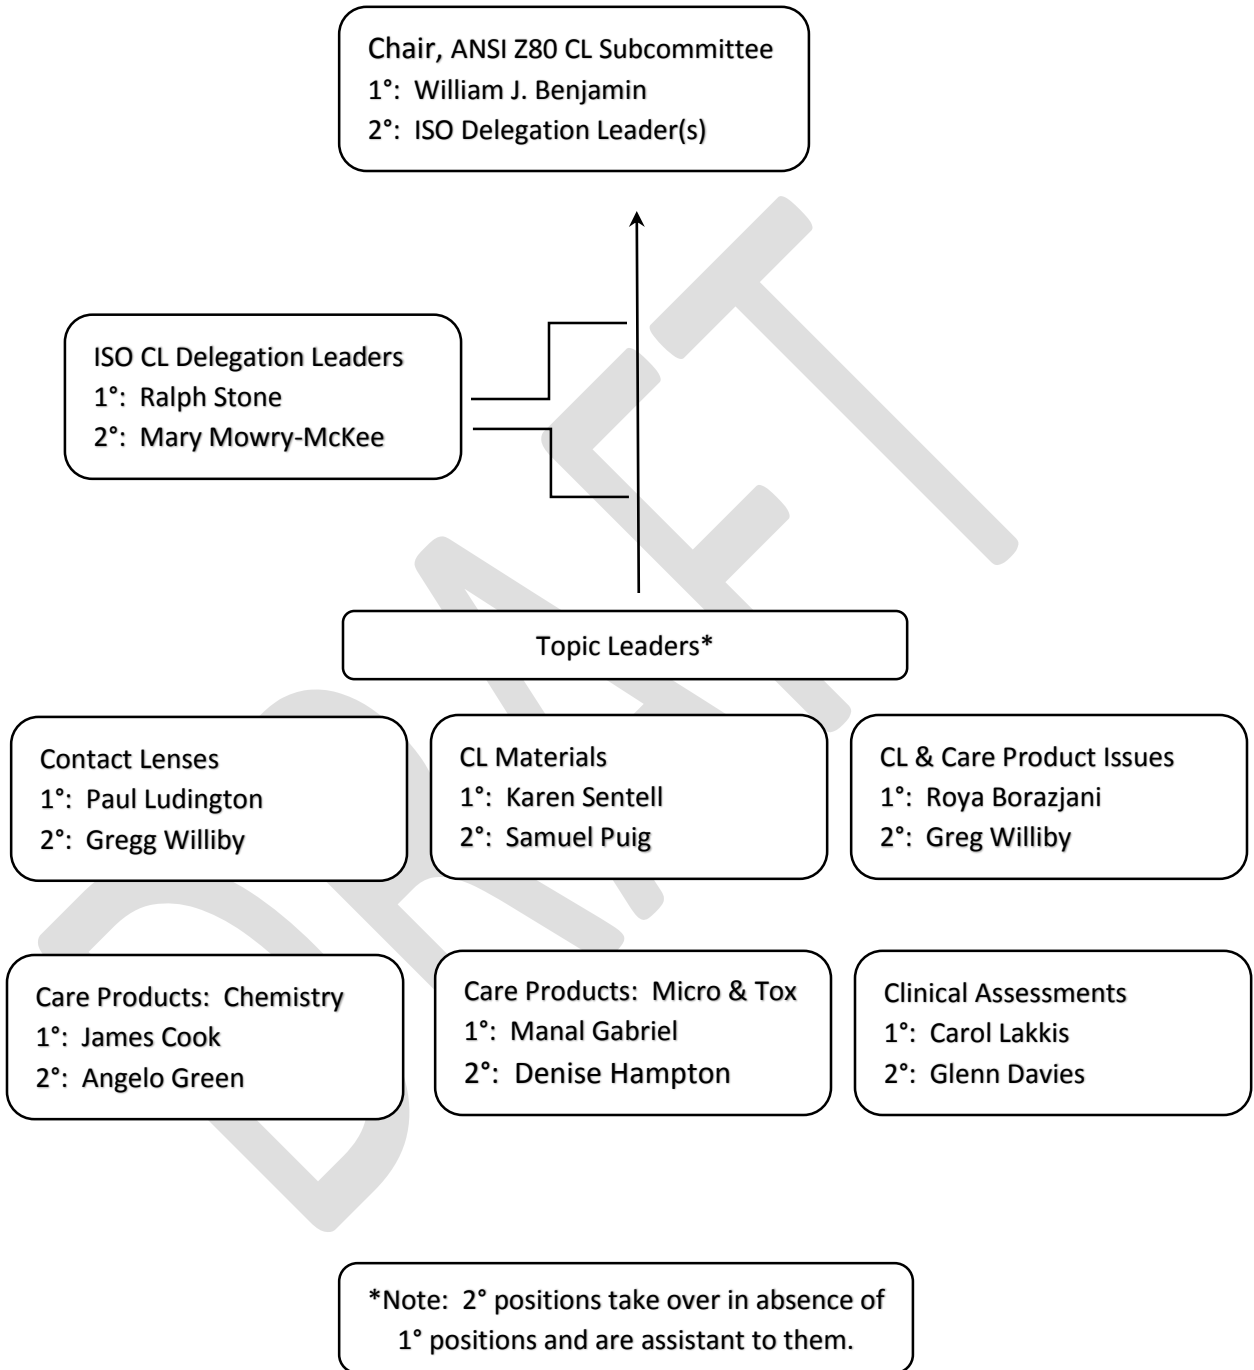 Chair, ANSI Z80 CL Subcommittee
1°: William J. Benjamin
2°: ISO Delegation Leader(s)
ISO CL Delegation Leaders
1°: Ralph Stone
2°: Mary Mowry-McKee
Topic Leaders*
Contact Lenses
1°: Paul Ludington
2°: Gregg Williby
CL Materials
1°: Karen Sentell
2°: Samuel Puig
CL & Care Product Issues
1°: Roya Borazjani
2°: Greg Williby
Care Products: Chemistry
1°: James Cook
2°: Angelo Green
Care Products: Micro & Tox
1°: Manal Gabriel
2°: Denise Hampton
Clinical Assessments
1°: Carol Lakkis
2°: Glenn Davies
*Note: 2° positions take over in absence of
1° positions and are assistant to them.
DRAFT